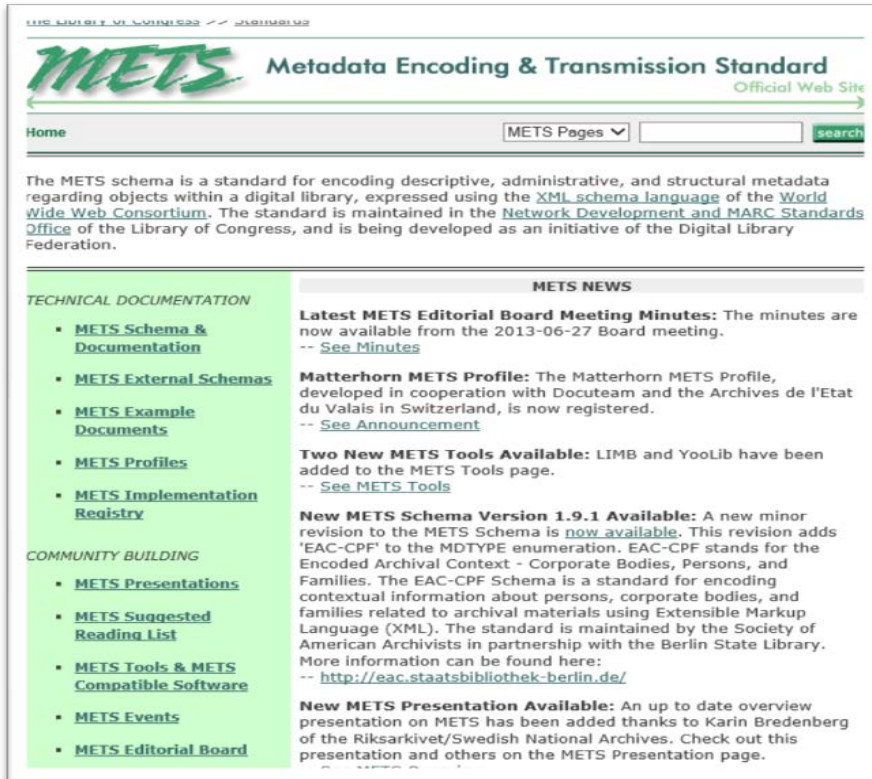 The Library of Congress >> Standards
METS Metadata Encoding & Transmission Standard
Official Web Site
Home
METS Pages
search
The METS schema is a standard for encoding descriptive, administrative, and structural metadata
regarding objects within a digital library, expressed using the XML schema language of the World
Wide Web Consortium. The standard is maintained in the Network Development and MARC Standards
Office of the Library of Congress, and is being developed as an initiative of the Digital Library
Federation.
TECHNICAL DOCUMENTATION
METS Schema &
Documentation
METS External Schemas
METS Example
Documents
METS Profiles
METS Implementation
Registry
COMMUNITY BUILDING
METS Presentations
METS Suggested
Reading List
METS Tools & METS
Compatible Software
METS Events
METS Editorial Board
METS NEWS
Latest METS Editorial Board Meeting Minutes: The minutes are
now available from the 2013-06-27 Board meeting.
-- See Minutes
Matterhorn METS Profile: The Matterhorn METS Profile,
developed in cooperation with Docuteam and the Archives de l'Etat
du Valais in Switzerland, is now registered.
-- See Announcement
Two New METS Tools Available: LIMB and YooLib have been
added to the METS Tools page.
-- See METS Tools
New METS Schema Version 1.9.1 Available: A new minor
revision to the METS Schema is now available. This revision adds
'EAC-CPF' to the MDTYPE enumeration. EAC-CPF stands for the
Encoded Archival Context - Corporate Bodies, Persons, and
Families. The EAC-CPF Schema is a standard for encoding
contextual information about persons, corporate bodies, and
families related to archival materials using Extensible Markup
Language (XML). The standard is maintained by the Society of
American Archivists in partnership with the Berlin State Library.
More information can be found here:
-- http://eac.staatsbibliothek-berlin.de/
New METS Presentation Available: An up to date overview
presentation on METS has been added thanks to Karin Bredenberg
of the Riksarkivet/Swedish National Archives. Check out this
presentation and others on the METS Presentation page.